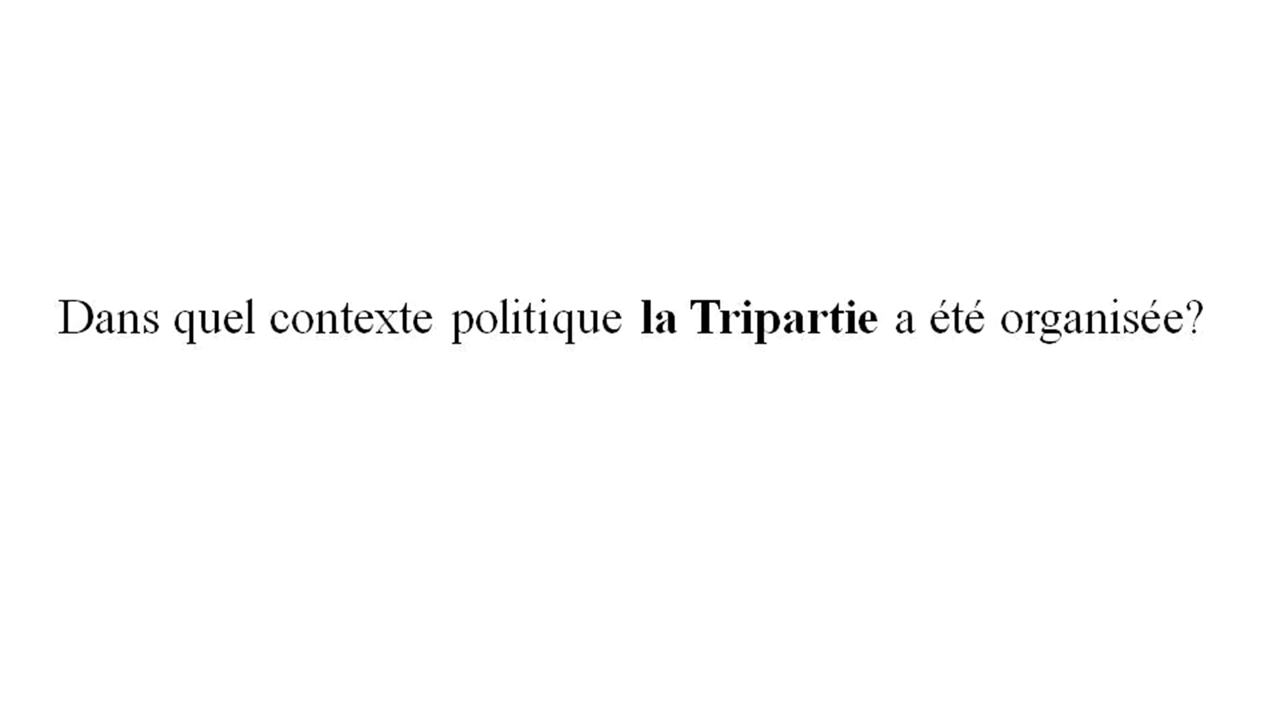 Dans quel contexte politique la Tripartie a été organisée?